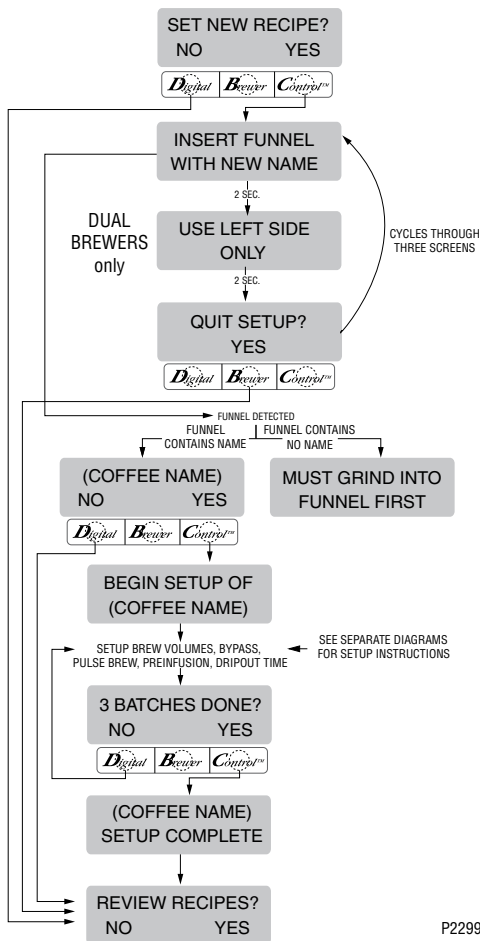 SET NEW RECIPE?
NO YES
Digital Brewer Control™
INSERT FUNNEL
WITH NEW NAME
2 SEC.
DUAL
BREWERS
only
USE LEFT SIDE
ONLY
CYCLES THROUGH
THREE SCREENS
2 SEC.
QUIT SETUP?
YES
Digital Brewer Control™
FUNNEL DETECTED
FUNNEL
CONTAINS NAME
FUNNEL CONTAINS
NO NAME
(COFFEE NAME)
NO YES
MUST GRIND INTO
FUNNEL FIRST
Digital Brewer Control™
BEGIN SETUP OF
(COFFEE NAME)
SETUP BREW VOLUMES, BYPASS,
PULSE BREW, PREINFUSION, DRIPOUT TIME
SEE SEPARATE DIAGRAMS
FOR SETUP INSTRUCTIONS
3 BATCHES DONE?
NO YES
Digital Brewer Control™
(COFFEE NAME)
SETUP COMPLETE
REVIEW RECIPES?
NO YES
P2299